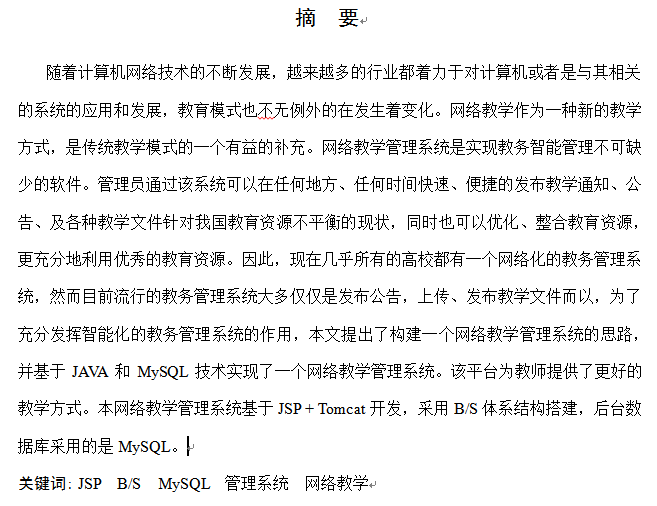 摘 要
随着计算机网络技术的不断发展，越来越多的行业都着力于对计算机或者是与其相关
的系统的应用和发展，教育模式也不无例外的在发生着变化。网络教学作为一种新的教学
方式，是传统教学模式的一个有益的补充。网络教学管理系统是实现教务智能管理不可缺
少的软件。管理员通过该系统可以在任何地方、任何时间快速、便捷的发布教学通知、公
告、及各种教学文件针对我国教育资源不平衡的现状，同时也可以优化、整合教育资源，
更充分地利用优秀的教育资源。因此，现在几乎所有的高校都有一个网络化的教务管理系
统，然而目前流行的教务管理系统大多仅仅是发布公告，上传、发布教学文件而以，为了
充分发挥智能化的教务管理系统的作用，本文提出了构建一个网络教学管理系统的思路，
并基于 JAVA 和 MySQL 技术实现了一个网络教学管理系统。该平台为教师提供了更好的
教学方式。本网络教学管理系统基于 JSP + Tomcat 开发，采用 B/S 体系结构搭建，后台数
据库采用的是 MySQL。
关键词: JSP B/S MySQL 管理系统 网络教学